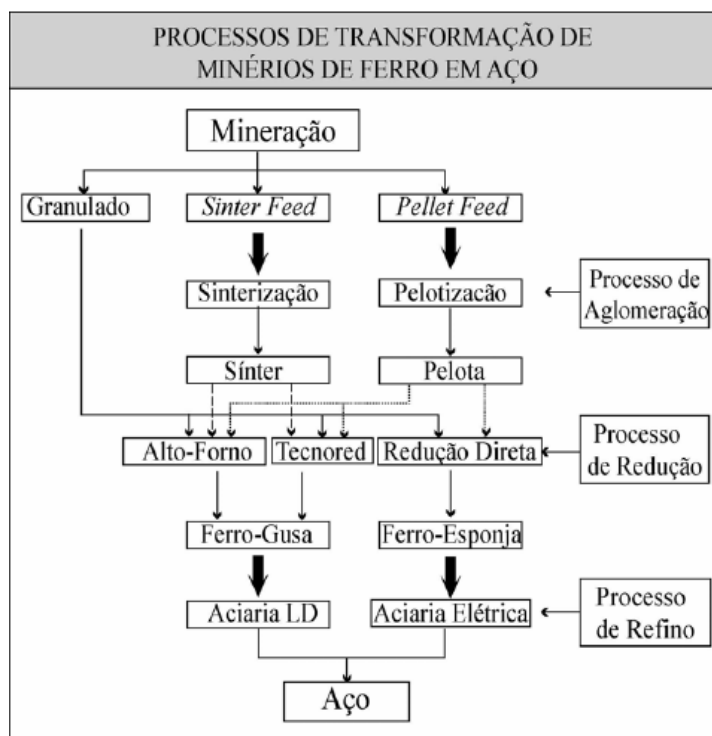 PROCESSOS DE TRANSFORMAÇÃO DE
MINÉRIOS DE FERRO EM AÇO
Mineração
Granulado
Sinter Feed
Pellet Feed
Sinterização
Pelotizacão
Processo de
Aglomeração
Sínter
Pelota
Alto-Forno
Tecnored
Redução Direta
Processo
de Redução
Ferro-Gusa
Ferro-Esponja
Aciaria LD
Aciaria Elétrica
Processo
de Refino
Aço